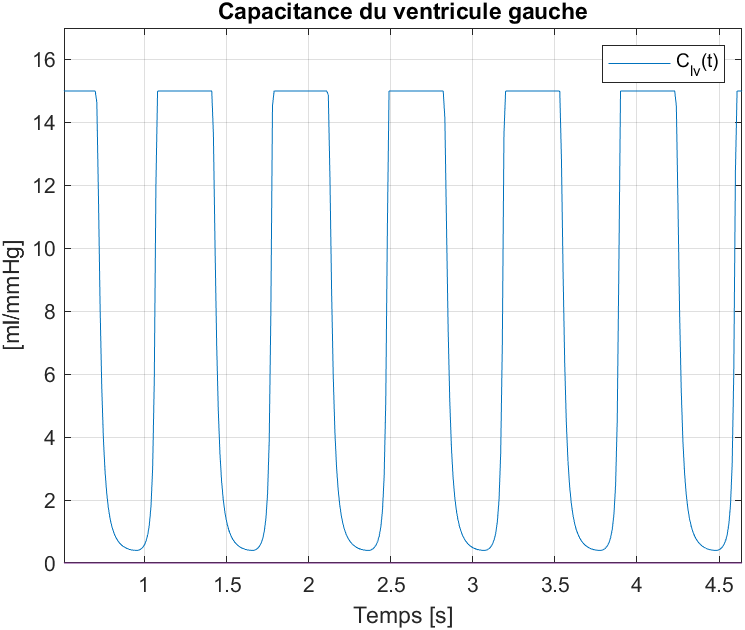 Capacitance du ventricule gauche
C_lv(t)
16
14
12
10
8
6
4
2
0
[ml/mmHg]
1 1.5 2 2.5 3 3.5 4 4.5
Temps [s]